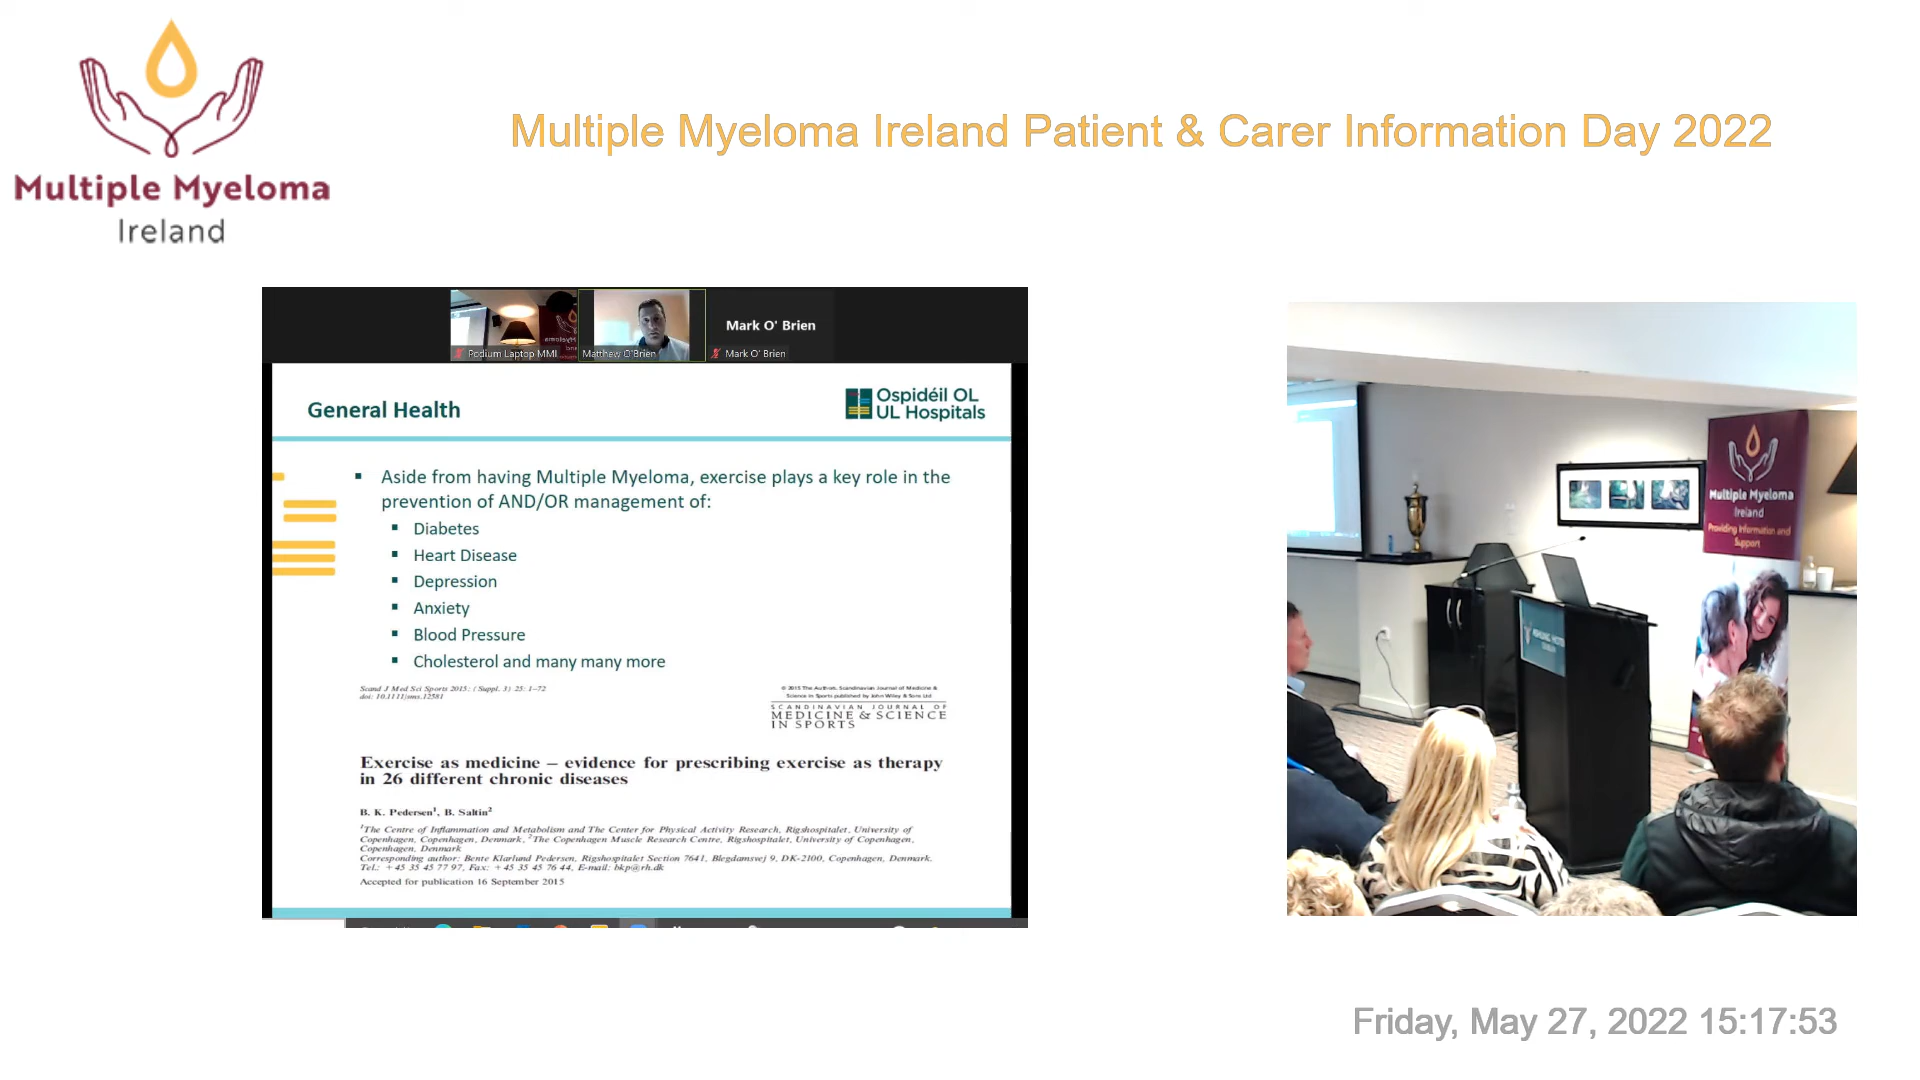 Multiple Myeloma
Ireland
Multiple Myeloma Ireland Patient & Carer Information Day 2022
Podium Laptop MMI
Matthew O'Brien
Mark O' Brien
Mark O' Brien
General Health
Ospidéil OL
UL Hospitals
▪ Aside from having Multiple Myeloma, exercise plays a key role in the
prevention of AND/OR management of:
▪ Diabetes
▪ Heart Disease
▪ Depression
▪ Anxiety
▪ Blood Pressure
▪ Cholesterol and many many more
Scand J Med Sci Sports 2015: (Suppl. 3) 25: 1–72
doi: 10.1111/sms.12581
© 2015 The Authors. Scandinavian Journal of Medicine &
Science in Sports published by John Wiley & Sons Ltd
SCANDINAVIAN JOURNAL OF
MEDICINE & SCIENCE
IN SPORTS
Exercise as medicine – evidence for prescribing exercise as therapy
in 26 different chronic diseases
B. K. Pedersen¹, B. Saltin²
¹The Centre of Inflammation and Metabolism and The Center for Physical Activity Research, Rigshospitalet, University of
Copenhagen, Copenhagen, Denmark, ²The Copenhagen Muscle Research Centre, Rigshospitalet, University of Copenhagen,
Copenhagen, Denmark
Corresponding author: Bente Klarlund Pedersen, Rigshospitalet Section 7641, Blegdamsvej 9, DK-2100, Copenhagen, Denmark.
Tel.: +45 35 45 77 97, Fax: +45 35 45 76 44, E-mail: bkp@rh.dk
Accepted for publication 16 September 2015
Multiple Myeloma
Ireland
Providing Information and
Support
Friday, May 27, 2022 15:17:53